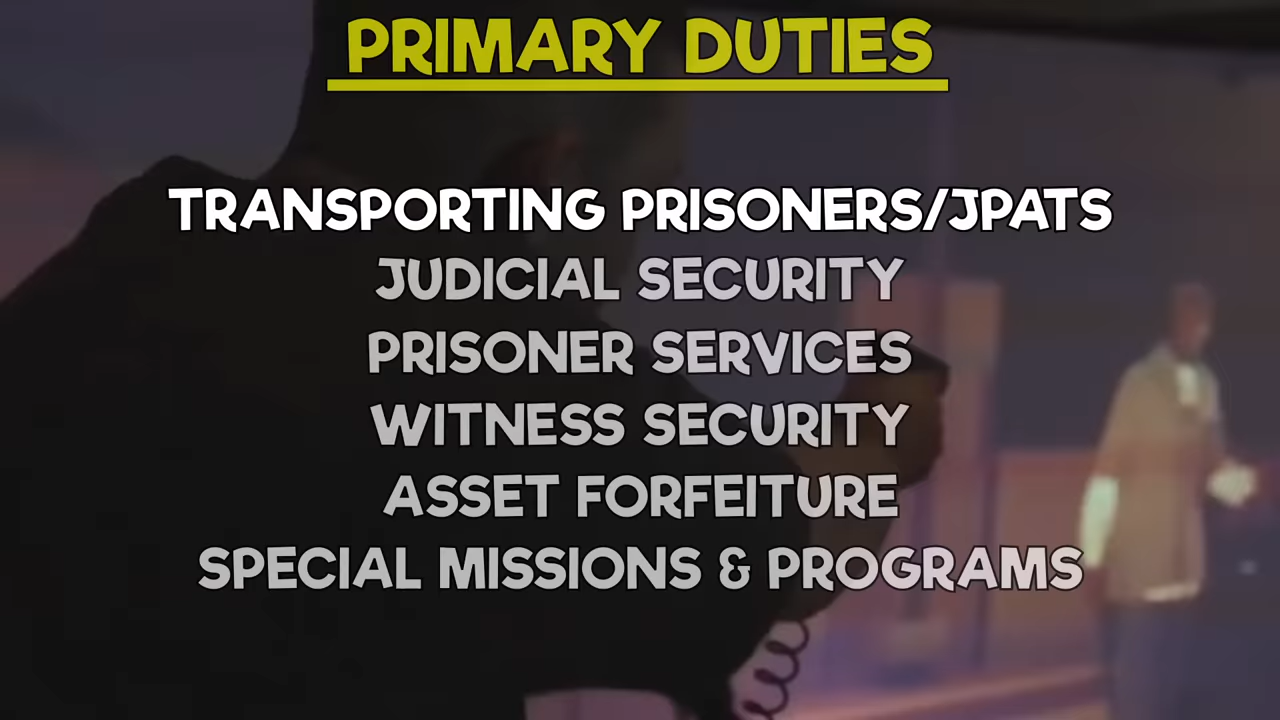 PRIMARY DUTIES
TRANSPORTING PRISONERS/JPATS
JUDICIAL SECURITY
PRISONER SERVICES
WITNESS SECURITY
ASSET FORFEITURE
SPECIAL MISSIONS & PROGRAMS